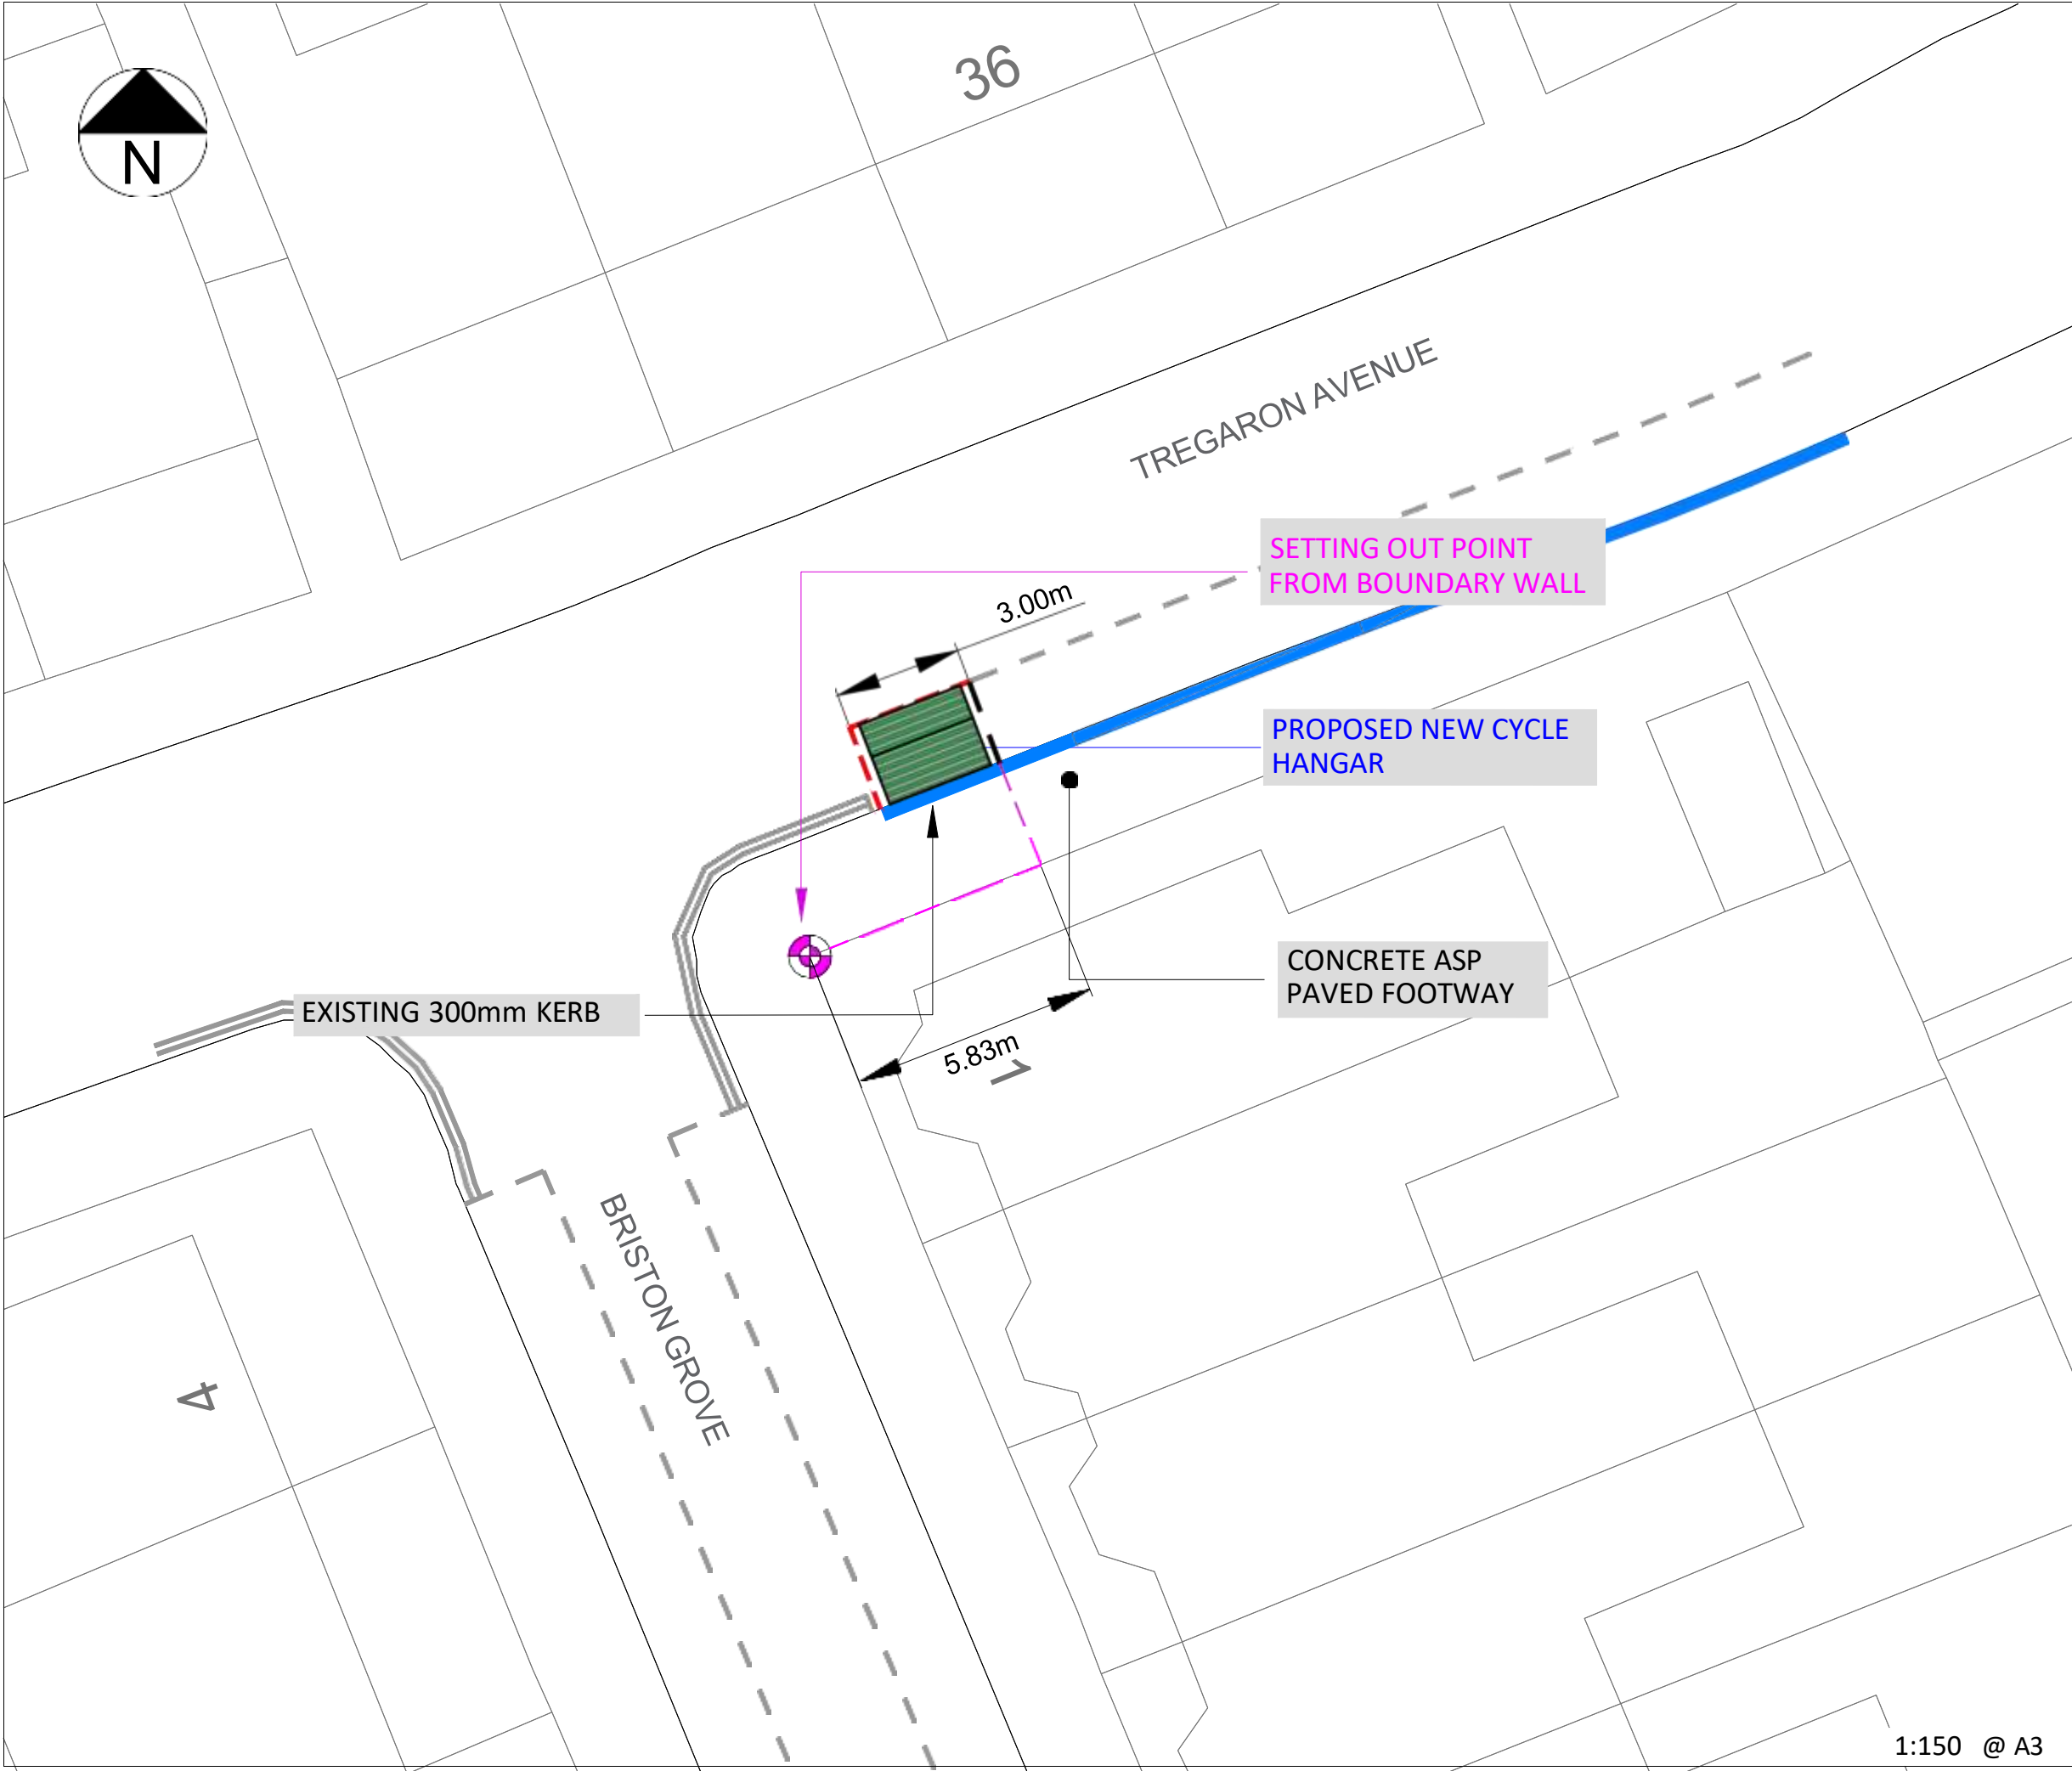 36
N
TREGARON AVENUE
SETTING OUT POINT
FROM BOUNDARY WALL
3.00m
PROPOSED NEW CYCLE
HANGAR
CONCRETE ASP
PAVED FOOTWAY
EXISTING 300mm KERB
5.83m
1
BRISTON GROVE
4
1:150 @ A3